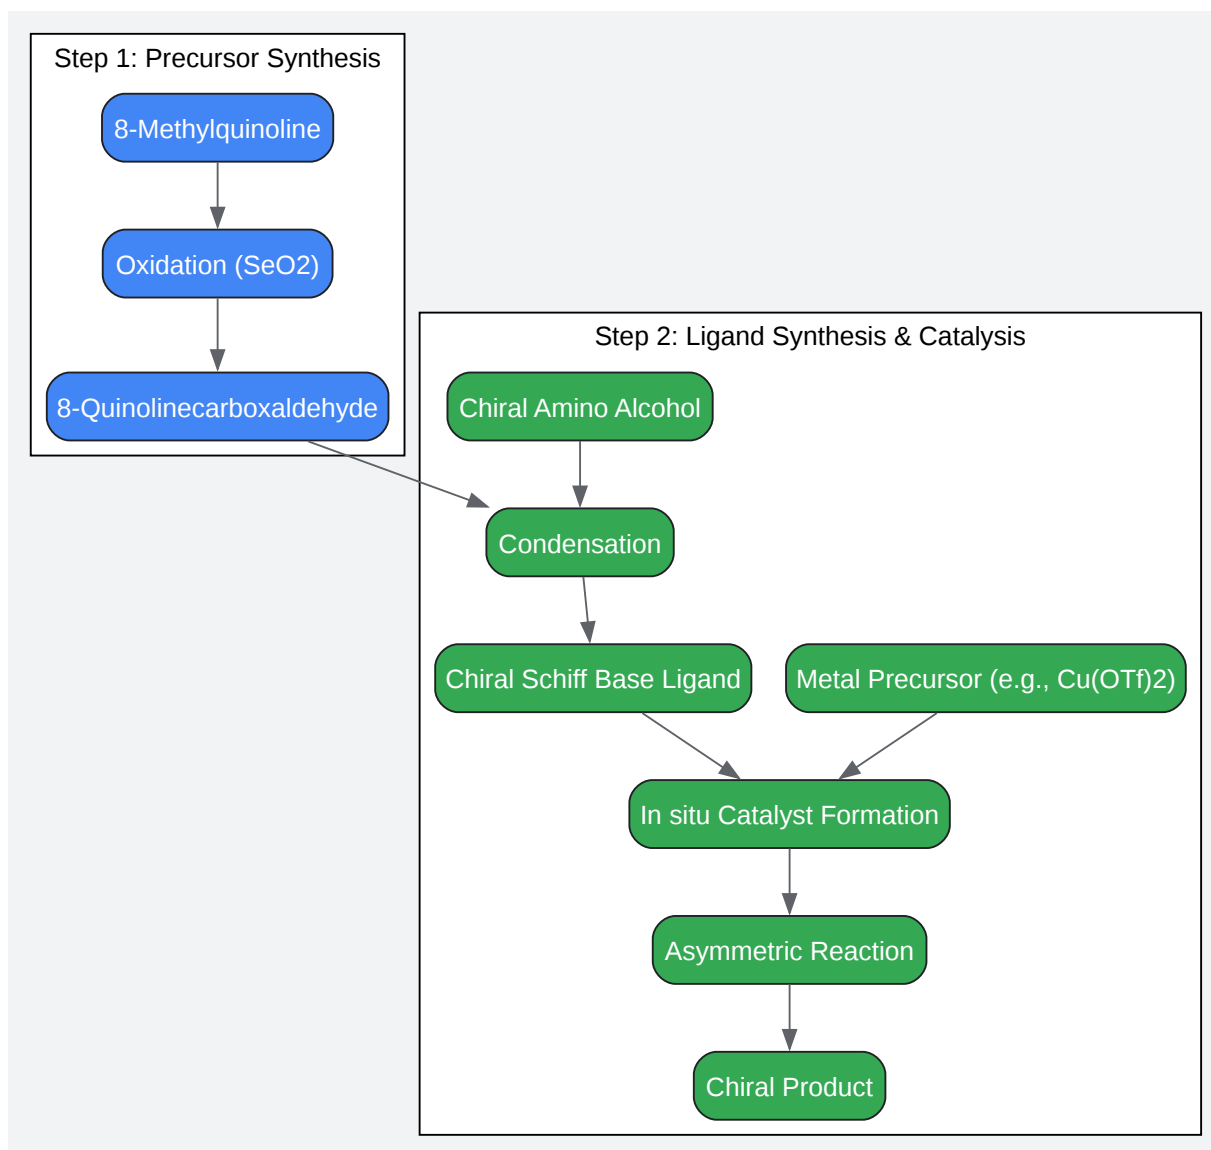 Step 1: Precursor Synthesis
8-Methylquinoline
Oxidation (SeO2)
8-Quinolinecarboxaldehyde
Step 2: Ligand Synthesis & Catalysis
Chiral Amino Alcohol
Condensation
Chiral Schiff Base Ligand
Metal Precursor (e.g., Cu(OTf)2)
In situ Catalyst Formation
Asymmetric Reaction
Chiral Product